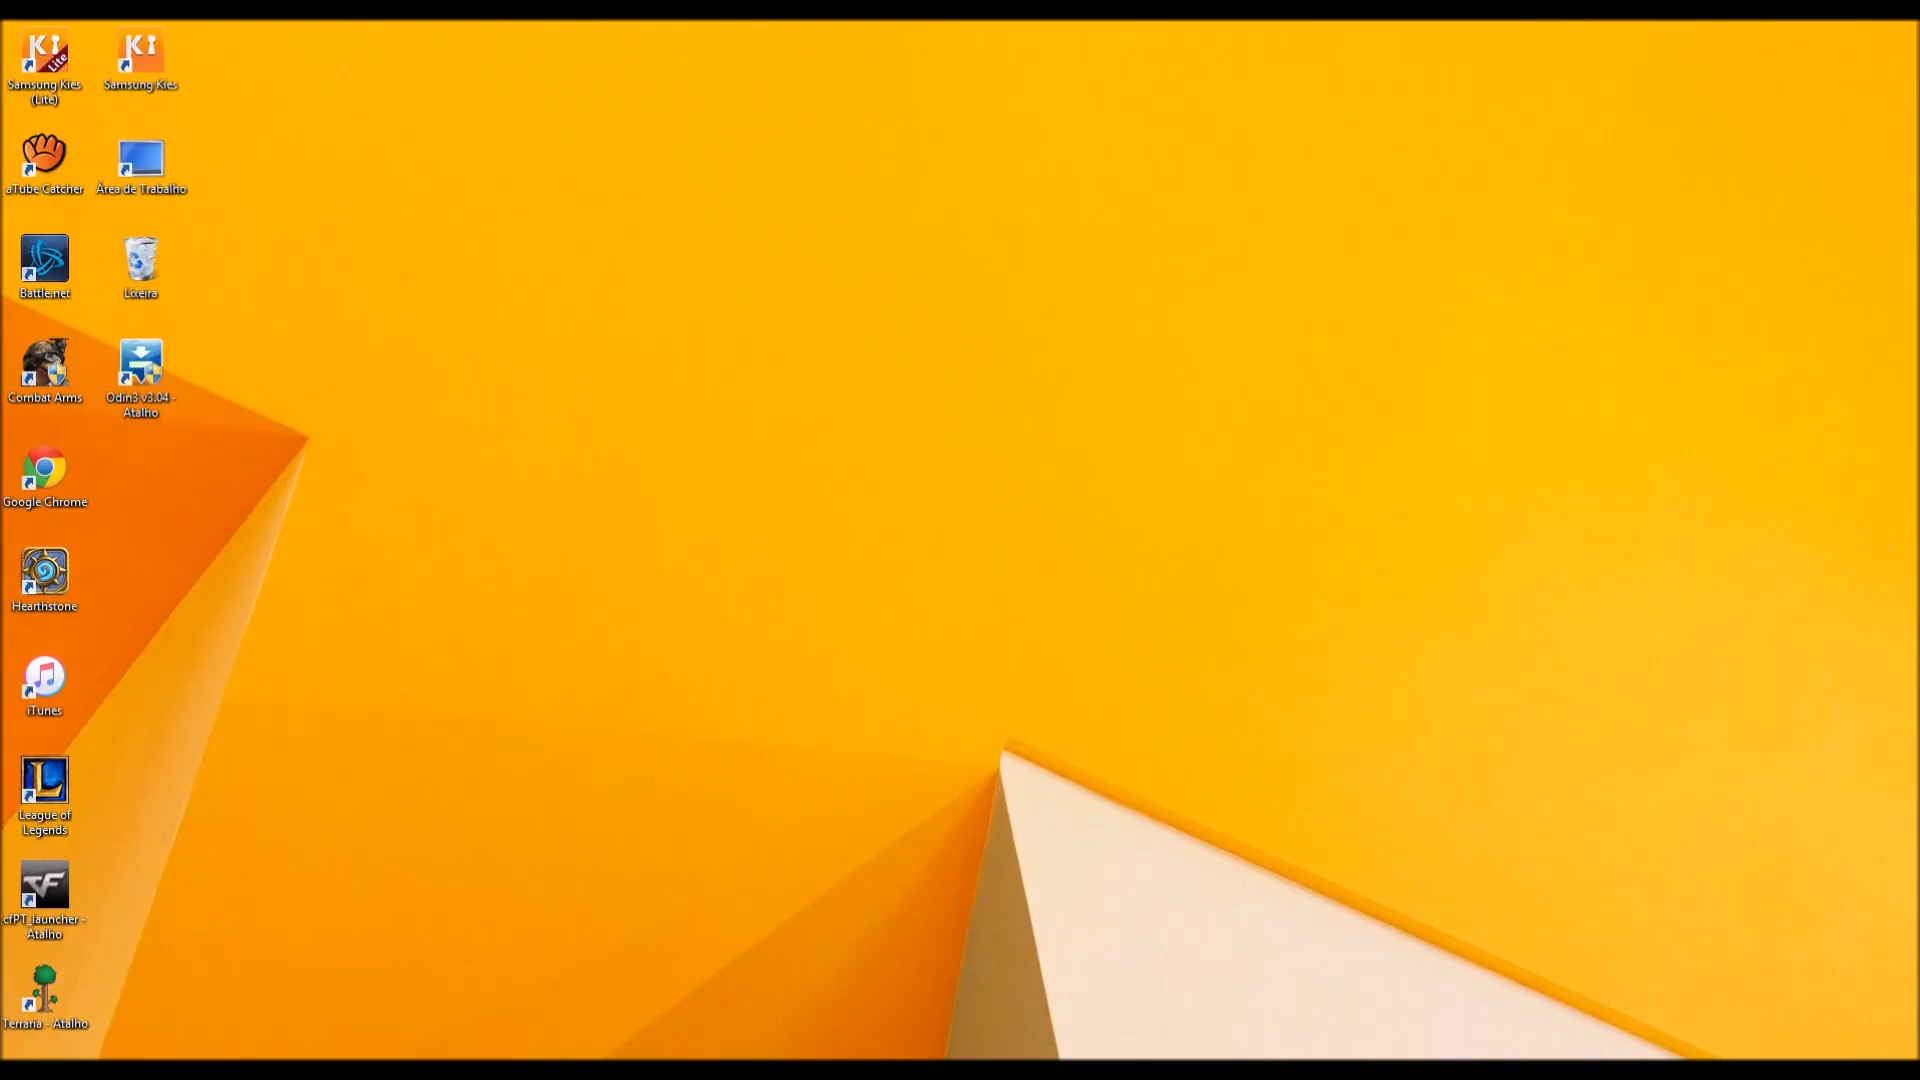 Samsung Kies
(Lite)
Samsung Kies
aTube Catcher
Área de Trabalho
Battle.net
Lixeira
Combat Arms
Odin3 v3.04 -
Atalho
Google Chrome
Hearthstone
iTunes
League of
Legends
cfPT_launcher -
Atalho
Terraria - Atalho